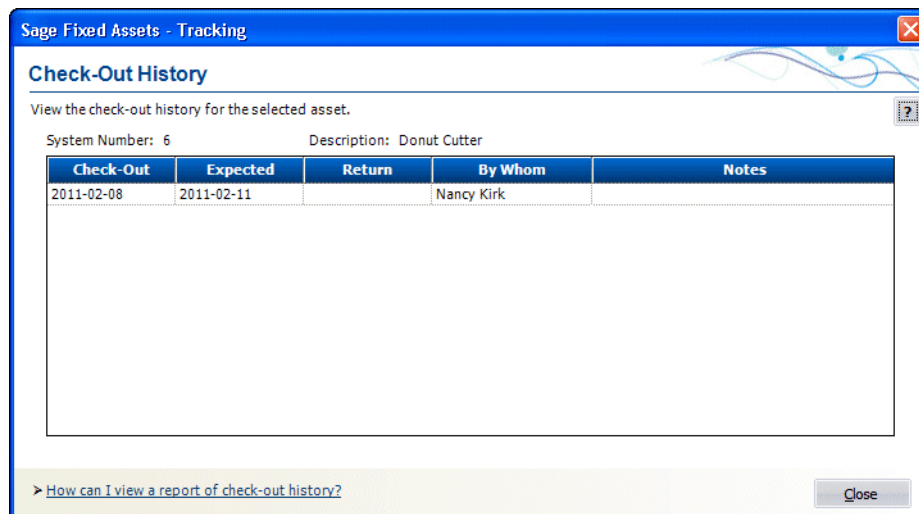 Sage Fixed Assets - Tracking
Check-Out History
View the check-out history for the selected asset.
?
System Number: 6 Description: Donut Cutter
Check-Out Expected Return By Whom Notes
2011-02-08 2011-02-11 Nancy Kirk
➤ How can I view a report of check-out history?
Close